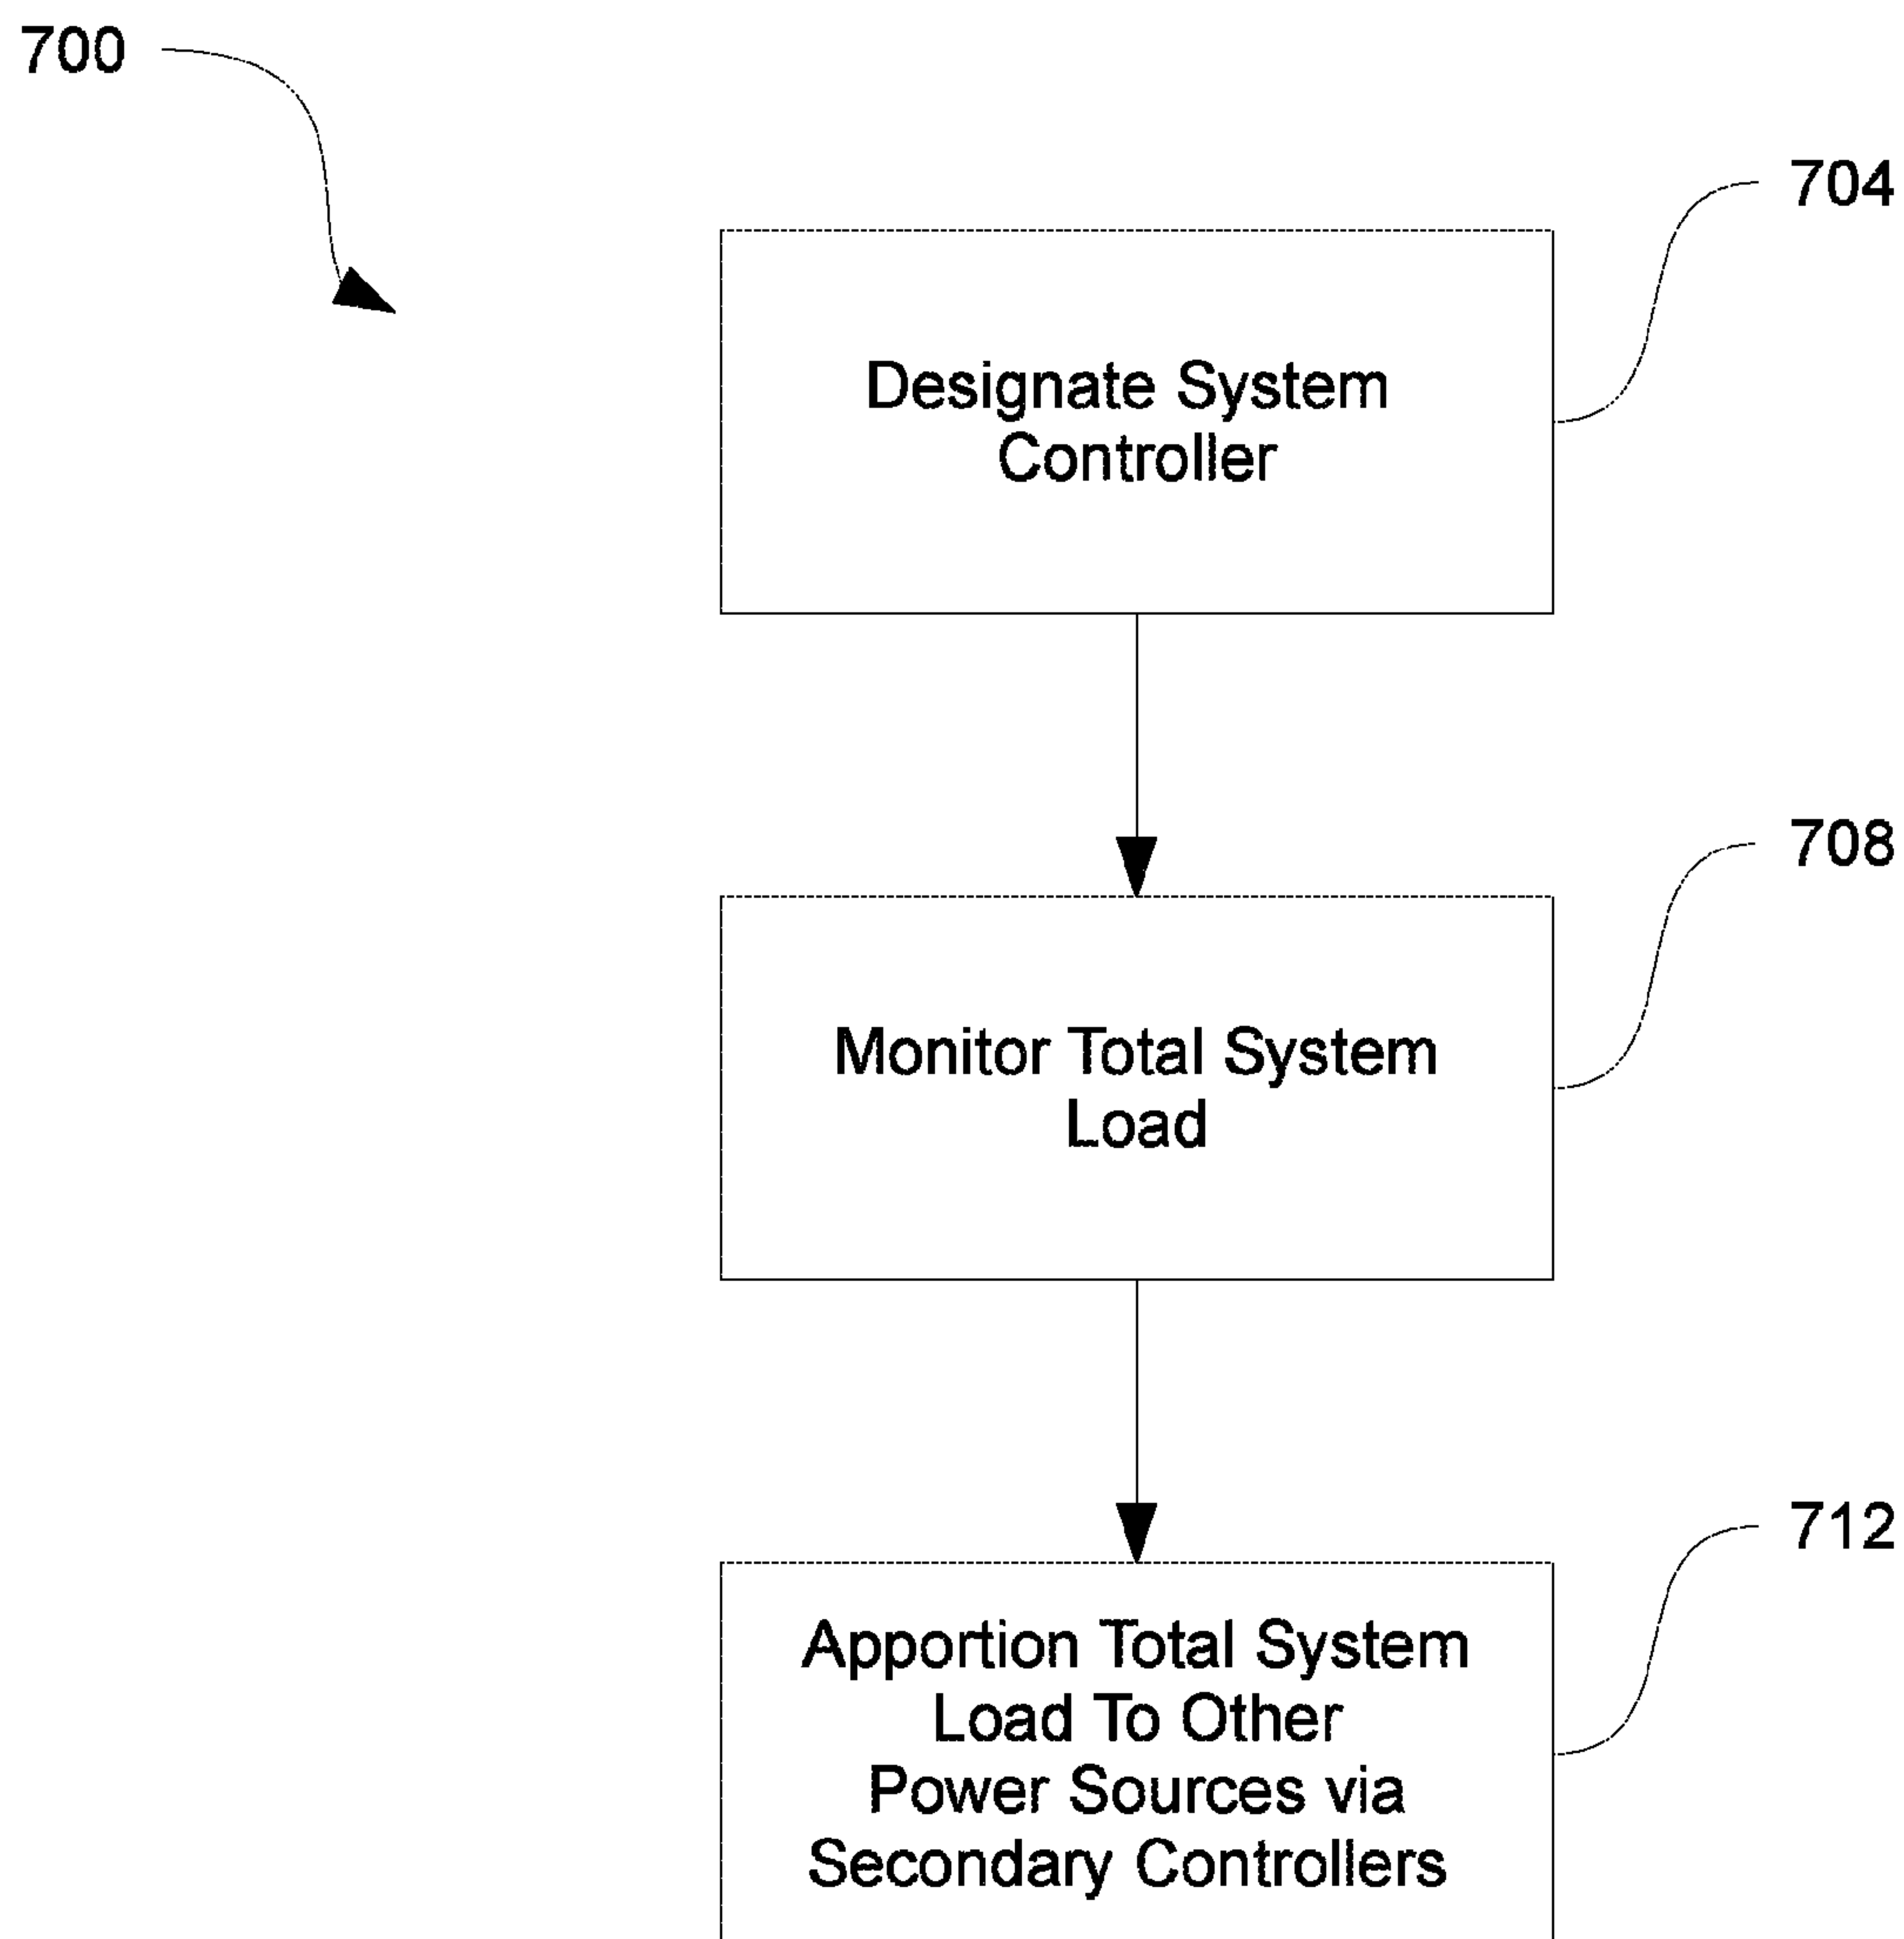 700
704
Designate System
Controller
708
Monitor Total System
Load
712
Apportion Total System
Load To Other
Power Sources via
Secondary Controllers